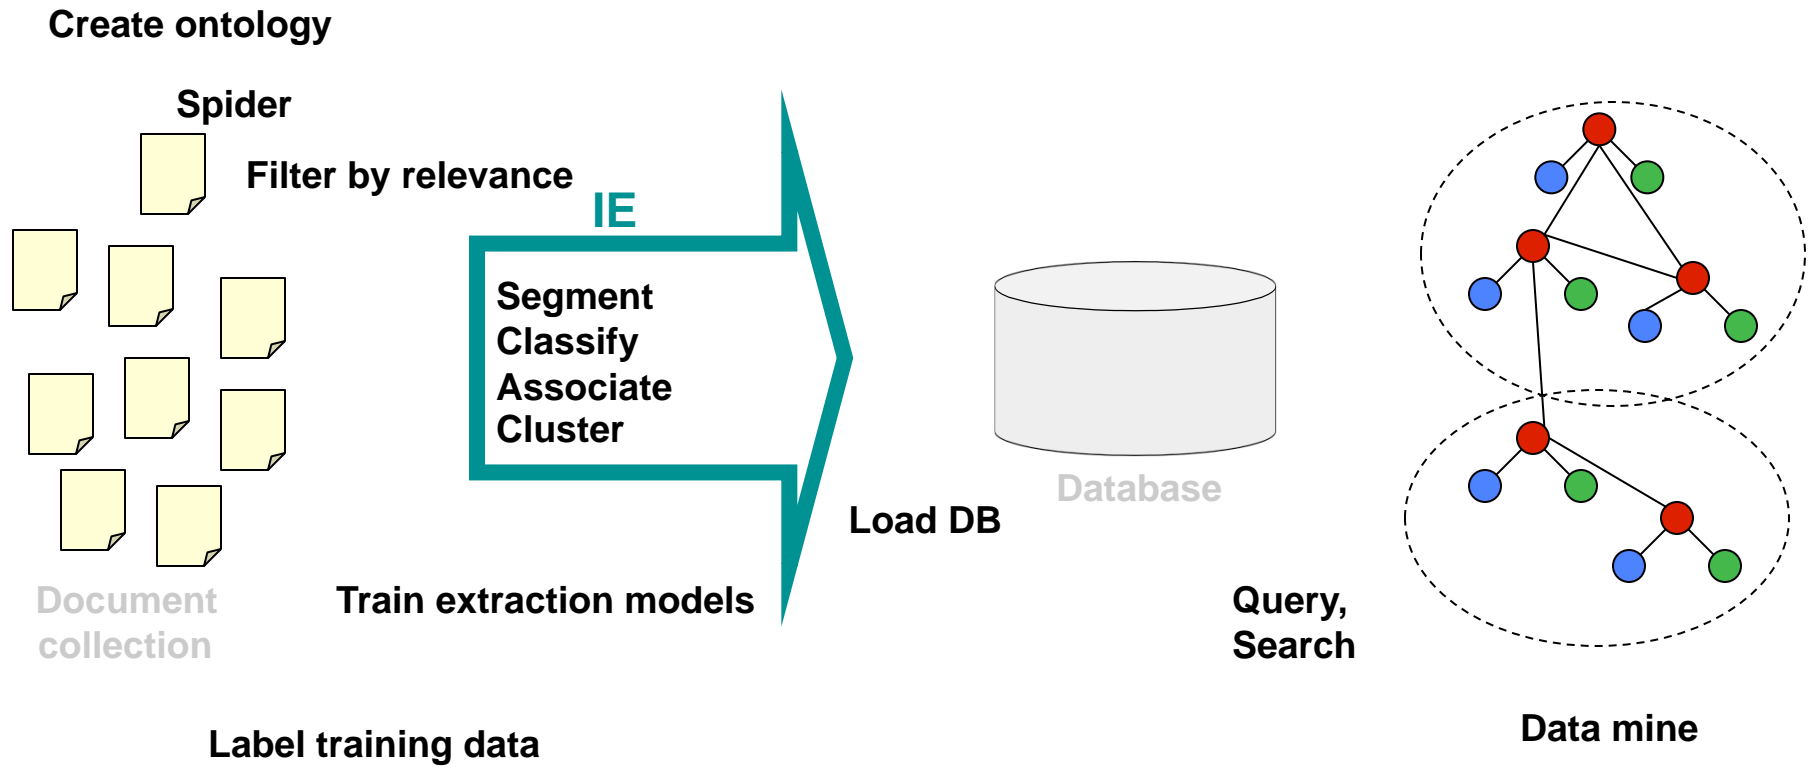 Create ontology
Spider
Filter by relevance
IE
Segment
Classify
Associate
Cluster
Database
Load DB
Document
collection
Train extraction models
Query,
Search
Label training data
Data mine